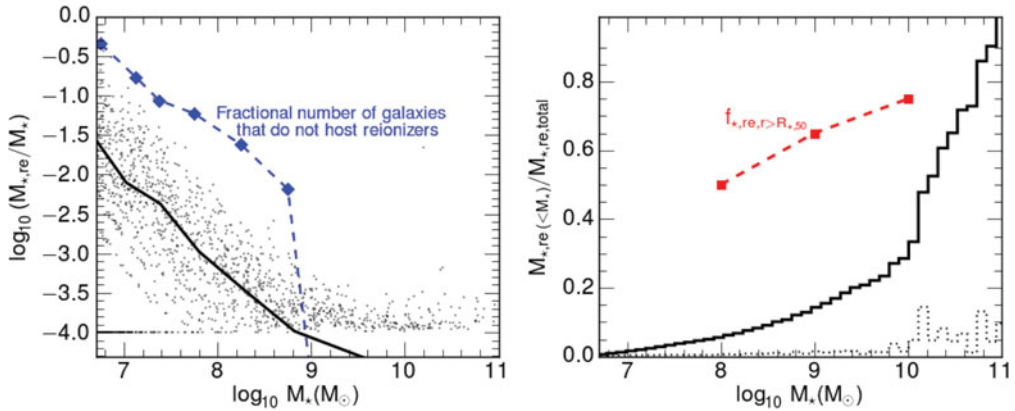 0.0
−0.5
−1.0
−1.5
−2.0
−2.5
−3.0
−3.5
−4.0
log₁₀ (M⋆,re/M⋆)
Fractional number of galaxies
that do not host reionizers
7 8 9 10 11
log₁₀ M⋆(M⊙)
0.8
0.6
0.4
0.2
0.0
M⋆,re(<M⋆)/M⋆,re,total
f⋆,re,r>R⋆,50
7 8 9 10 11
log₁₀ M⋆(M⊙)